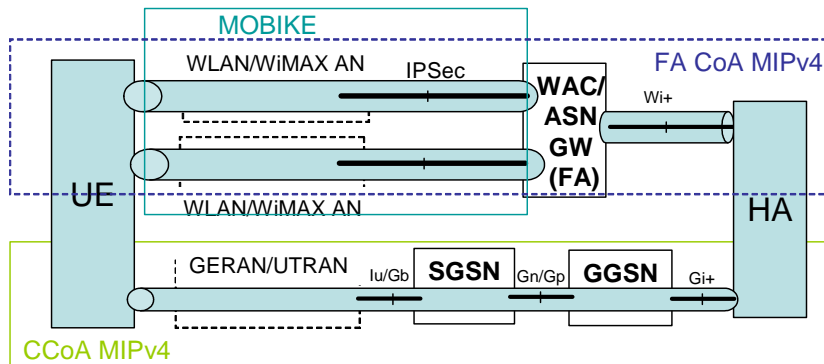 MOBIKE
WLAN/WiMAX AN
IPSec
FA CoA MIPv4
WAC/
ASN
GW
(FA)
Wi+
UE
HA
WLAN/WiMAX AN
GERAN/UTRAN
Iu/Gb
SGSN
Gn/Gp
GGSN
Gi+
CCoA MIPv4